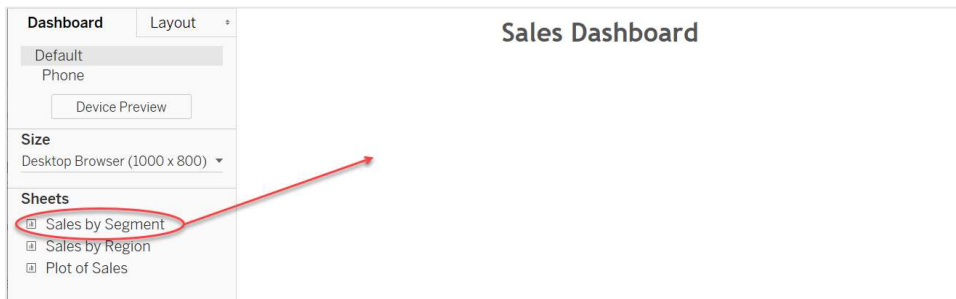 Dashboard Layout
Sales Dashboard
Default
Phone
Device Preview
Size
Desktop Browser (1000 x 800)
Sheets
Sales by Segment
Sales by Region
Plot of Sales